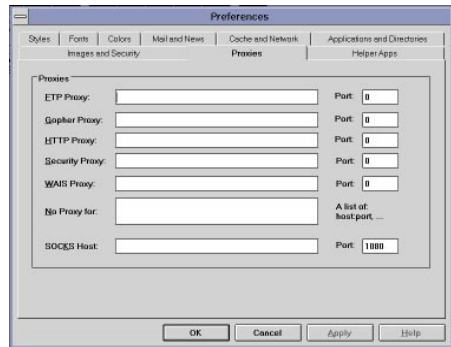 Preferences
Styles Fonts Colors Mail and News Cache and Network Applications and Directories
Images and Security Proxies Helper Apps
Proxies
FTP Proxy: Port: 0
Gopher Proxy: Port: 0
HTTP Proxy: Port: 0
Security Proxy: Port: 0
WAIS Proxy: Port: 0
No Proxy for: A list of:
host:port, ...
SOCKS Host: Port: 1080
OK Cancel Apply Help